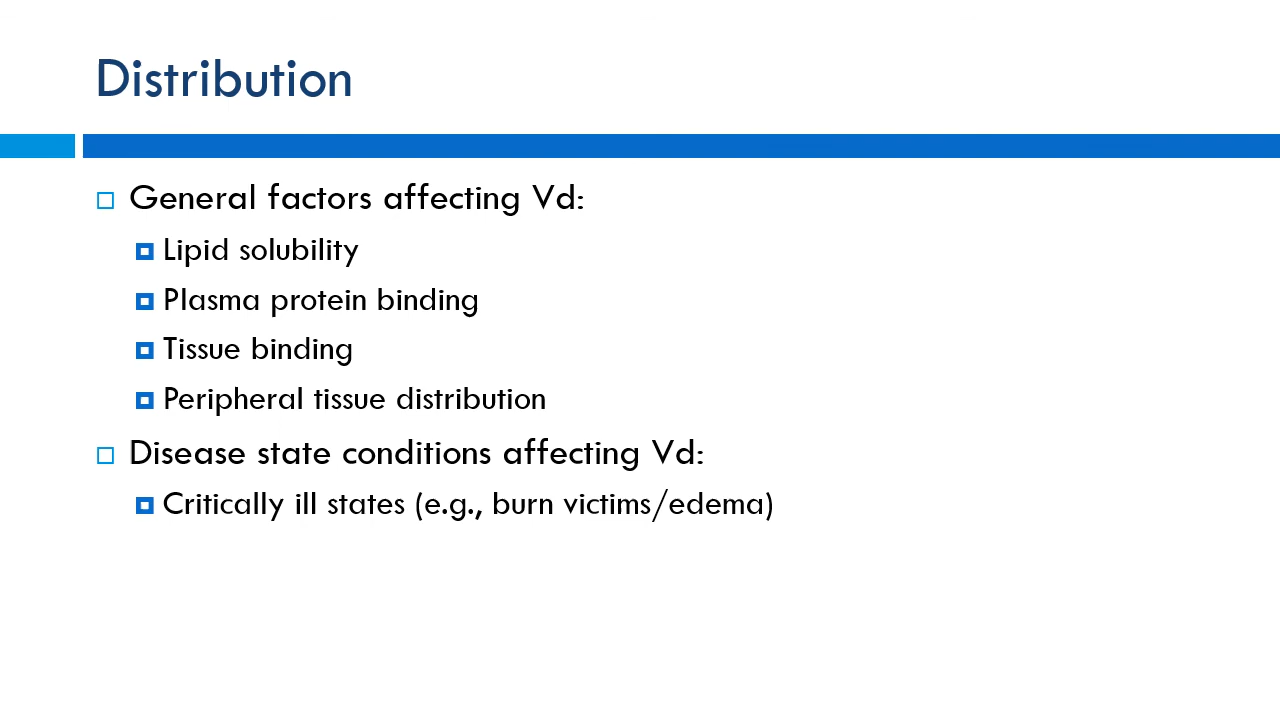 Distribution
General factors affecting Vd:
Lipid solubility
Plasma protein binding
Tissue binding
Peripheral tissue distribution
Disease state conditions affecting Vd:
Critically ill states (e.g., burn victims/edema)